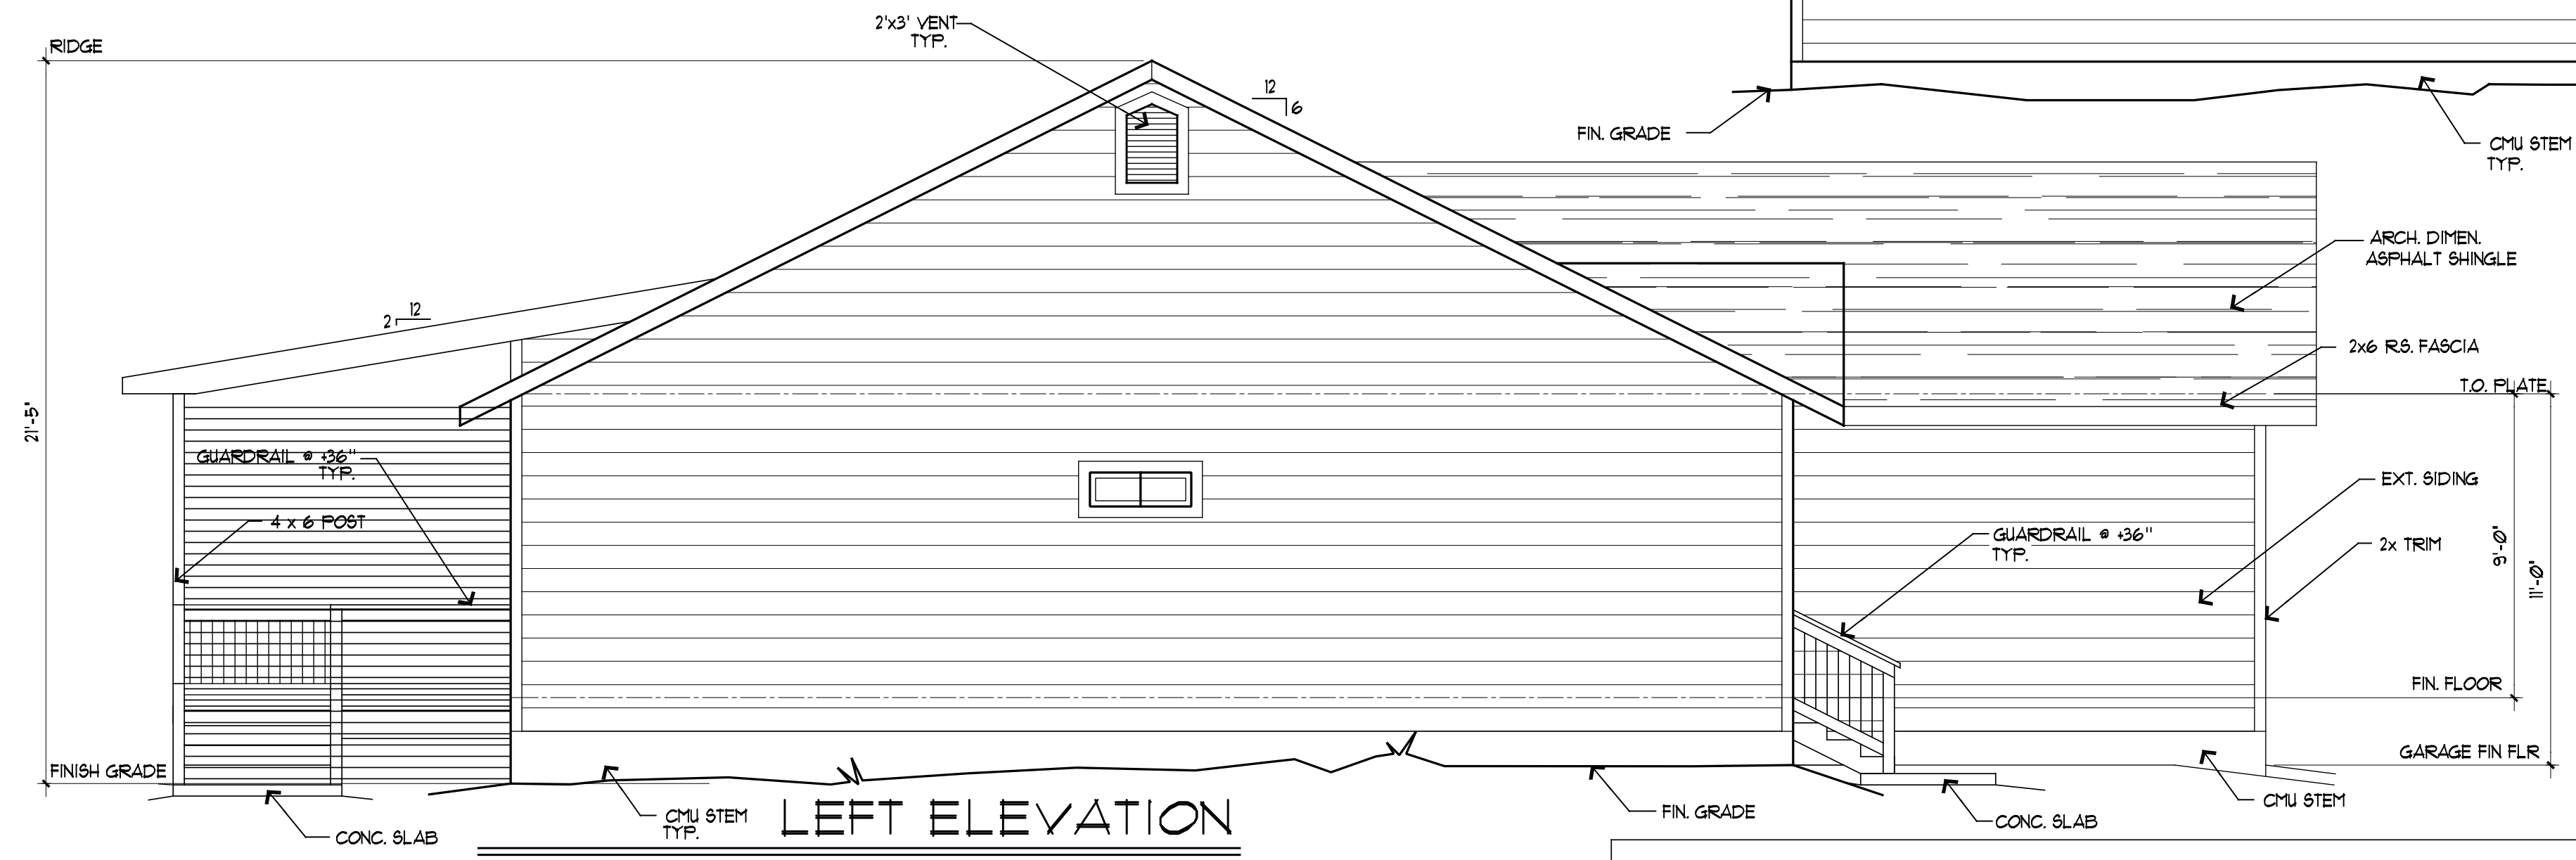 2'x3' VENT
TYP.
RIDGE
12
6
FIN. GRADE
CMU STEM
TYP.
ARCH. DIMEN.
ASPHALT SHINGLE
12
2
2x6 R.S. FASCIA
T.O. PLATE
21'-5"
GUARDRAIL @ +36"
TYP.
4 x 6 POST
EXT. SIDING
GUARDRAIL @ +36"
TYP.
2x TRIM
9'-0"
11'-0"
FIN. FLOOR
GARAGE FIN FLR
FINISH GRADE
CMU STEM
TYP.
LEFT ELEVATION
FIN. GRADE
CONC. SLAB
CMU STEM
CONC. SLAB